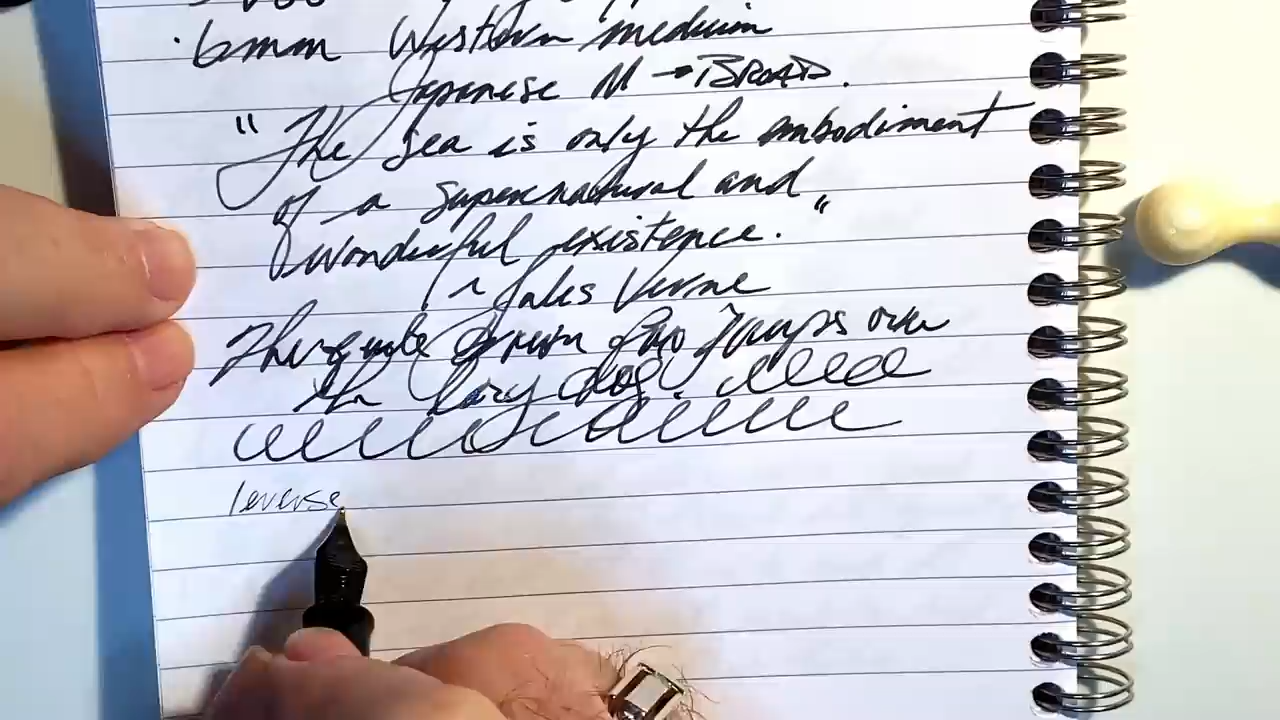 .6mm Western medium
Japanese M → BROAD.
"The sea is only the embodiment
of a supernatural and
wonderful existence."
~ Jules Verne
The quick brown fox jumps over
the lazy dog.
reverse